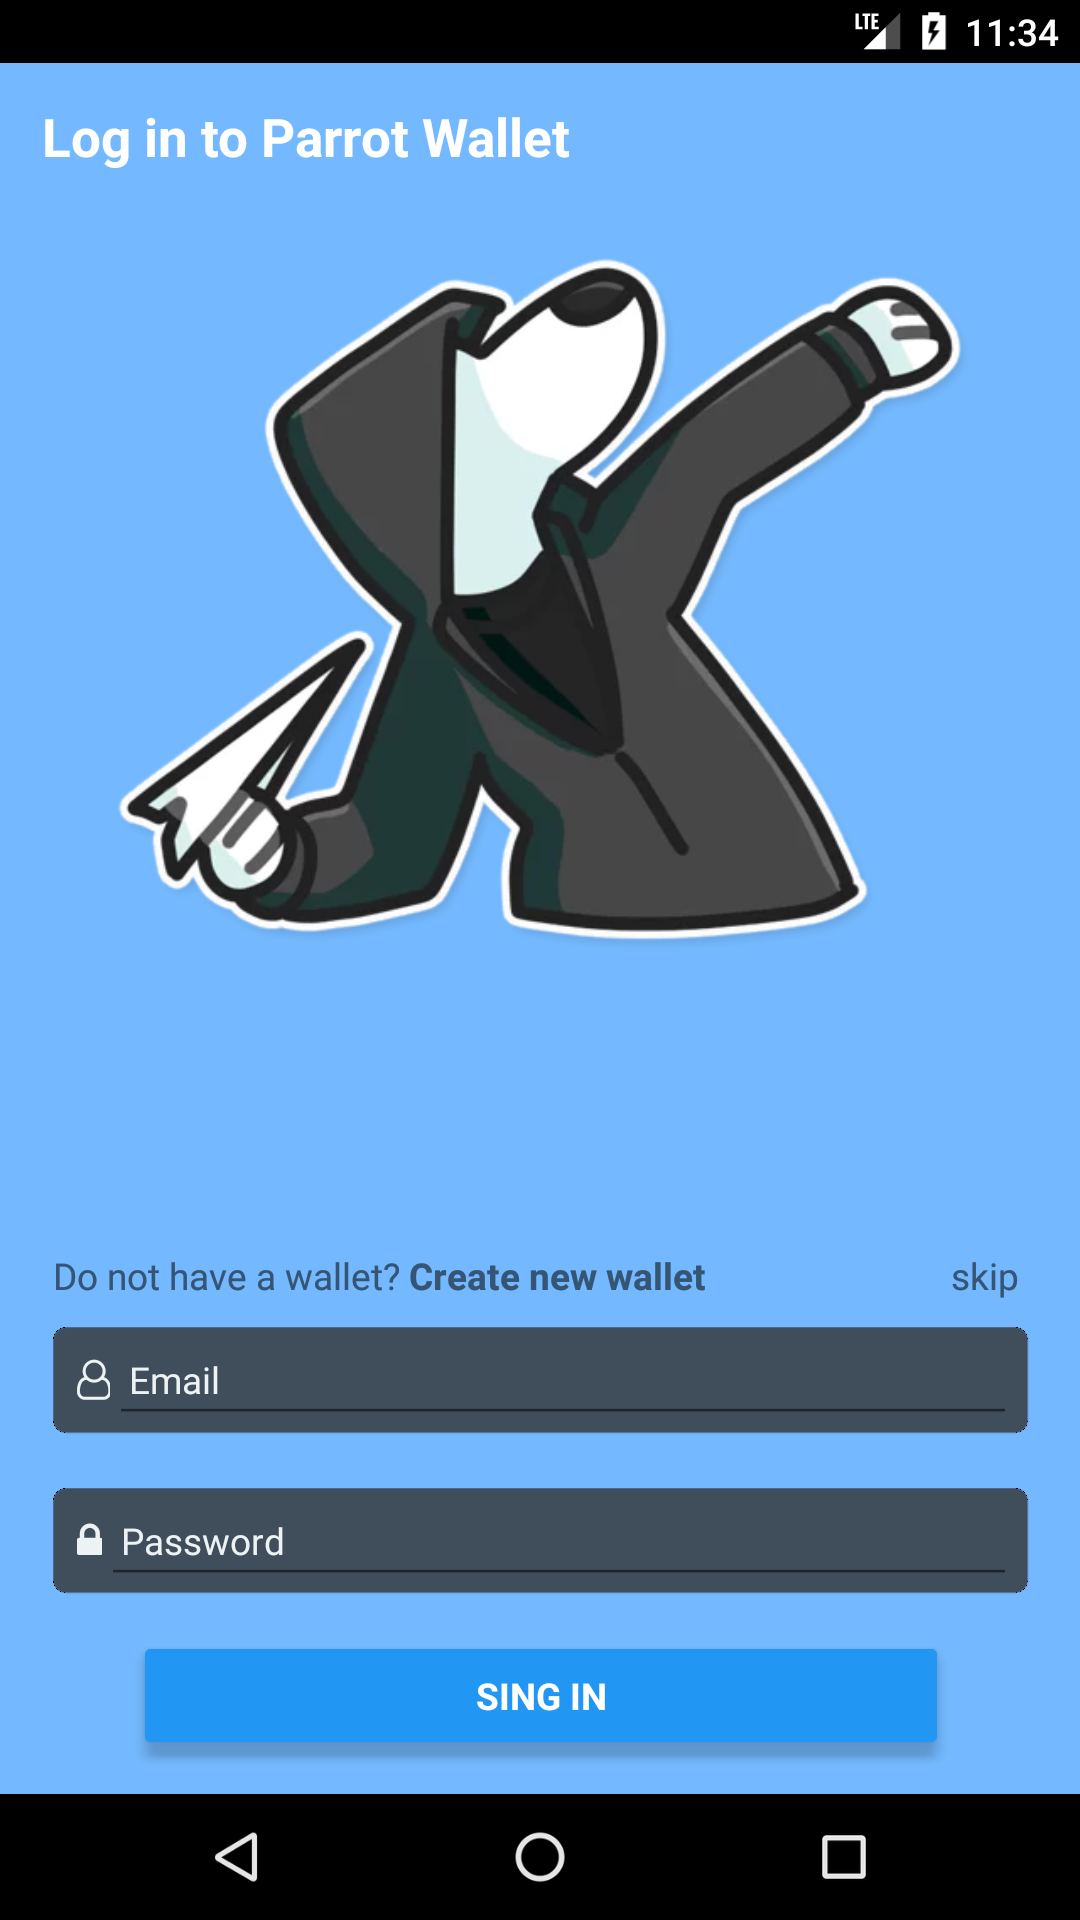 LTE 11:34
Log in to Parrot Wallet
Do not have a wallet? Create new wallet skip
Email
Password
SING IN